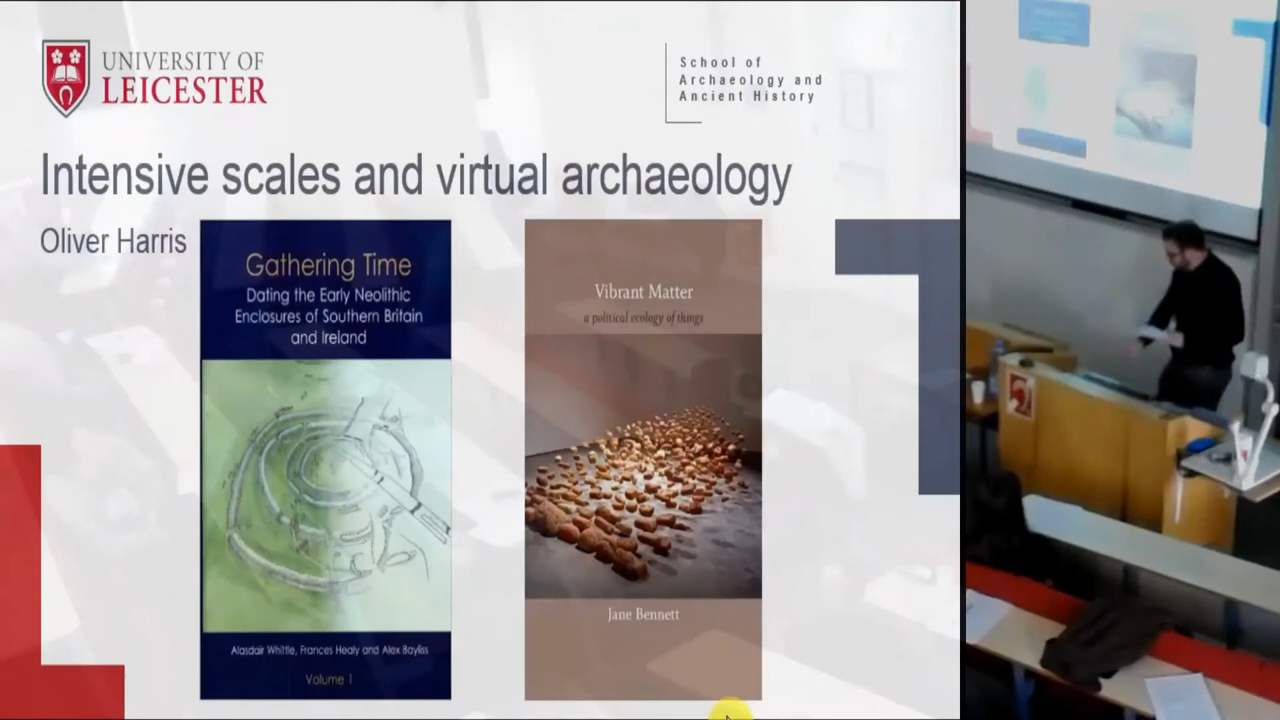 UNIVERSITY OF
LEICESTER
School of
Archaeology and
Ancient History
Intensive scales and virtual archaeology
Oliver Harris
Gathering Time
Dating the Early Neolithic
Enclosures of Southern Britain
and Ireland
Alasdair Whittle, Frances Healy and Alex Bayliss
Volume 1
Vibrant Matter
a political ecology of things
Jane Bennett